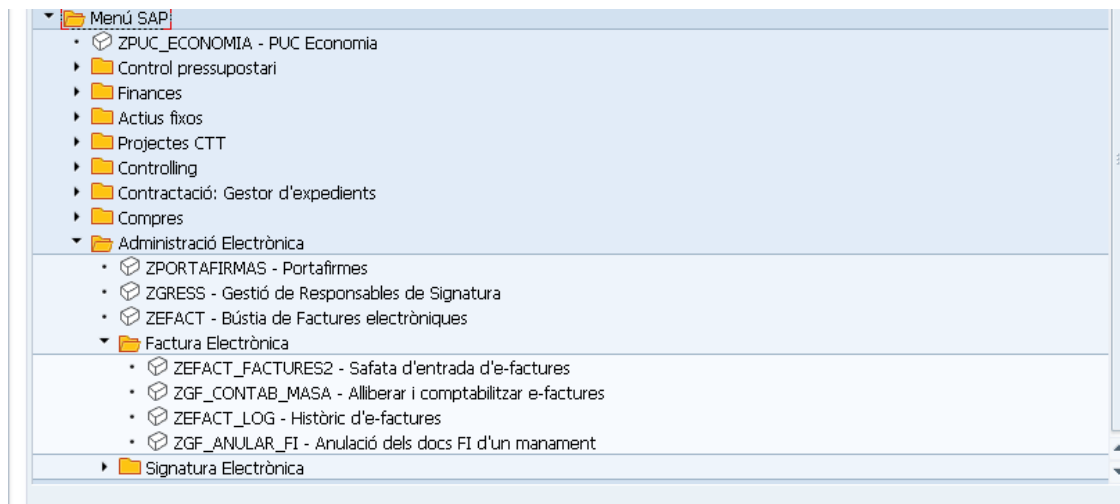 Menú SAP
ZPUC_ECONOMIA - PUC Economia
Control pressupostari
Finances
Actius fixos
Projectes CTT
Controlling
Contractació: Gestor d'expedients
Compres
Administració Electrònica
ZPORTAFIRMAS - Portafirmes
ZGRESS - Gestió de Responsables de Signatura
ZEFACT - Bústia de Factures electròniques
Factura Electrònica
ZEFACT_FACTURES2 - Safata d'entrada d'e-factures
ZGF_CONTAB_MASA - Alliberar i comptabilitzar e-factures
ZEFACT_LOG - Històric d'e-factures
ZGF_ANULAR_FI - Anulació dels docs FI d'un manament
Signatura Electrònica